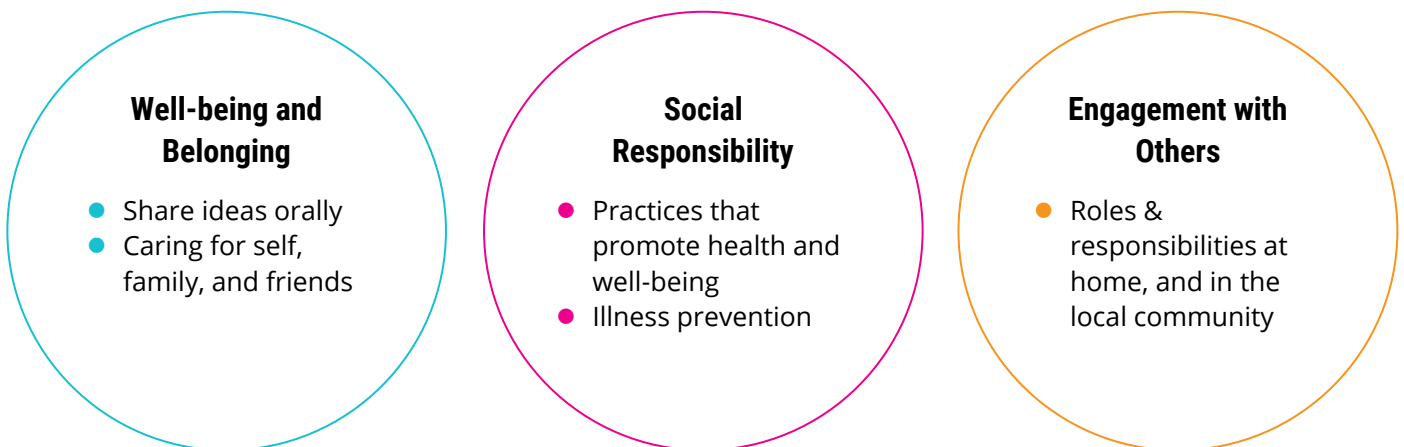 Well-being and
Belonging
● Share ideas orally
● Caring for self,
family, and friends
Social
Responsibility
● Practices that
promote health and
well-being
● Illness prevention
Engagement with
Others
● Roles &
responsibilities at
home, and in the
local community